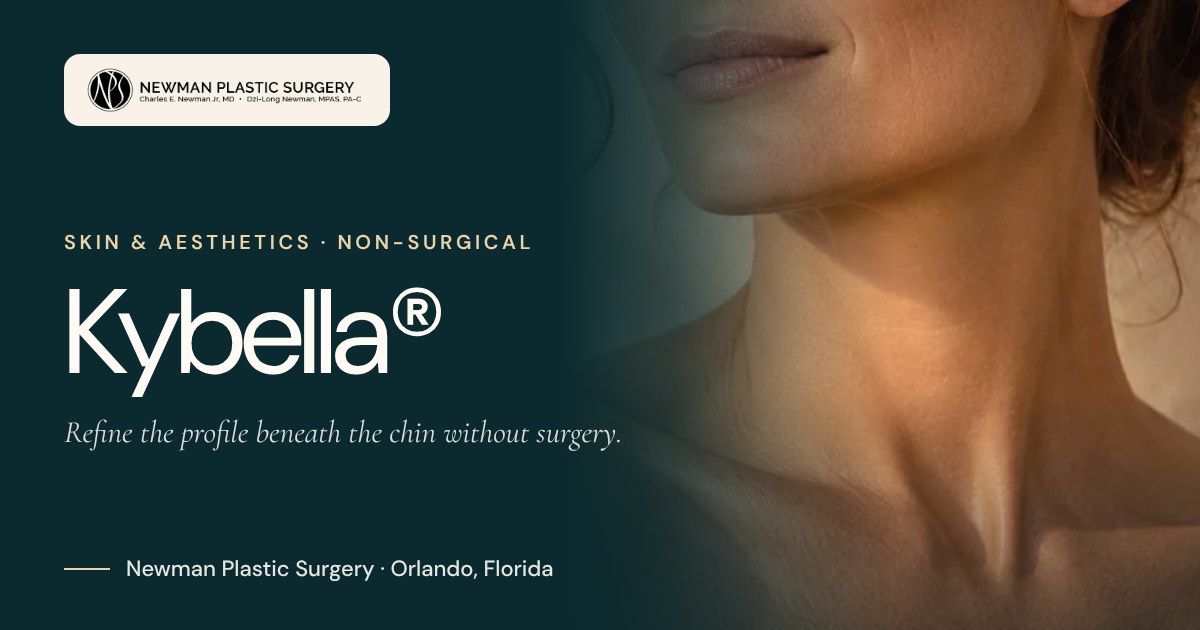 NPS
NEWMAN PLASTIC SURGERY
Charles E. Newman Jr, MD • Dzi-Long Newman, MPAS, PA-C
SKIN & AESTHETICS · NON-SURGICAL
Kybella®
Refine the profile beneath the chin without surgery.
Newman Plastic Surgery · Orlando, Florida